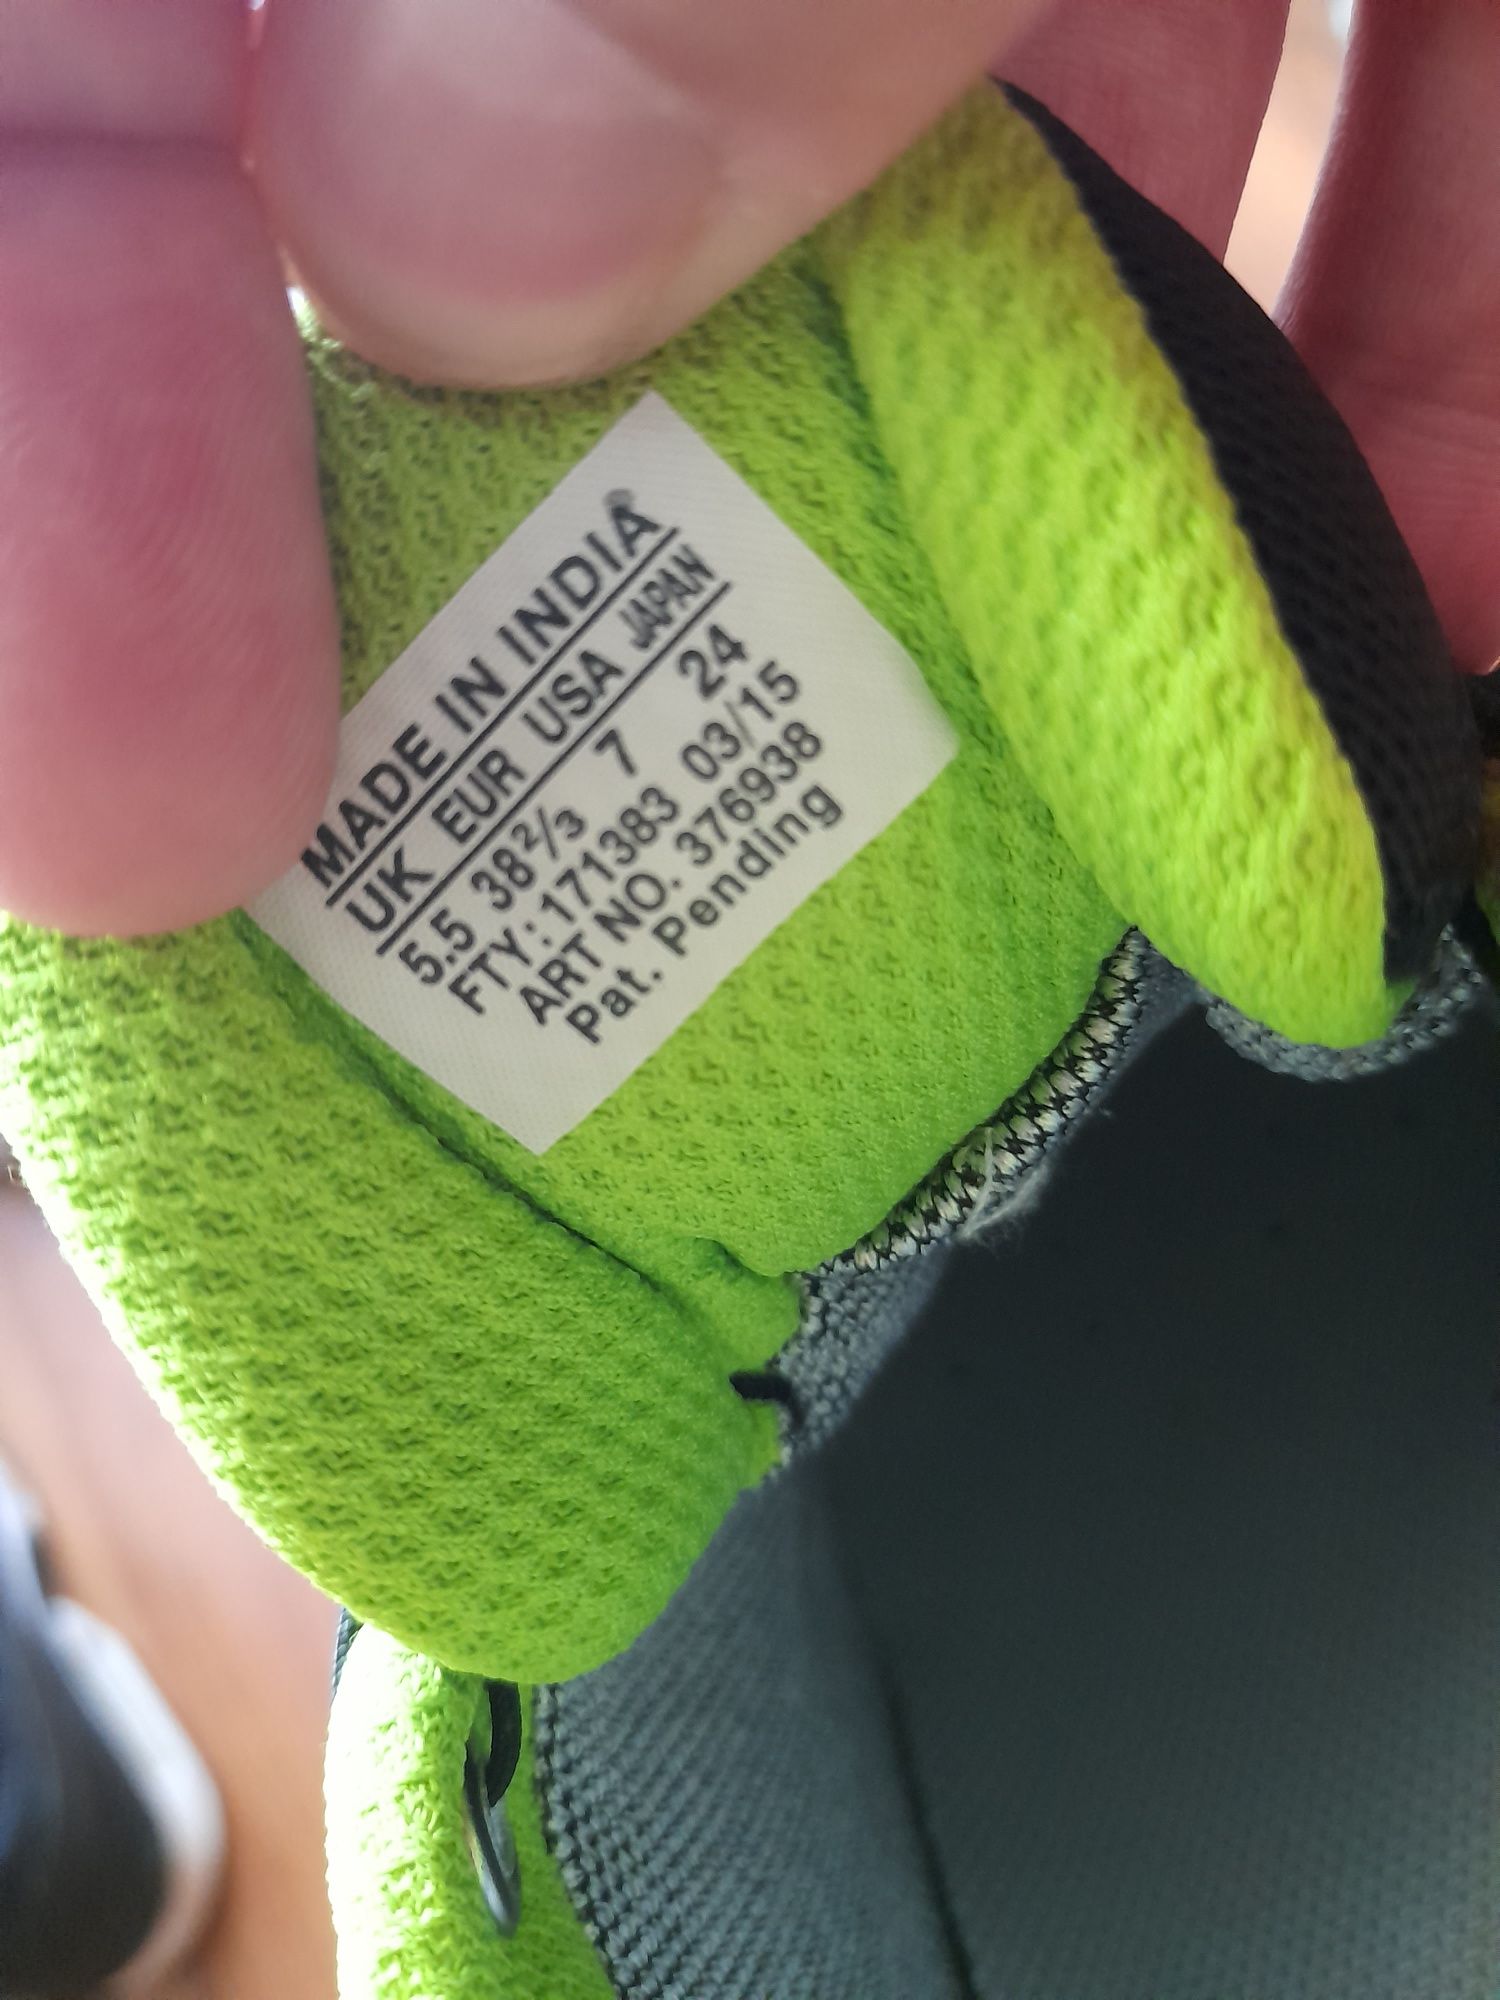 MADE IN INDIA®
UK EUR USA JAPAN
5.5 38²/₃ 7 24
FTY: 171383 03/15
ART NO. 376938
Pat. Pending